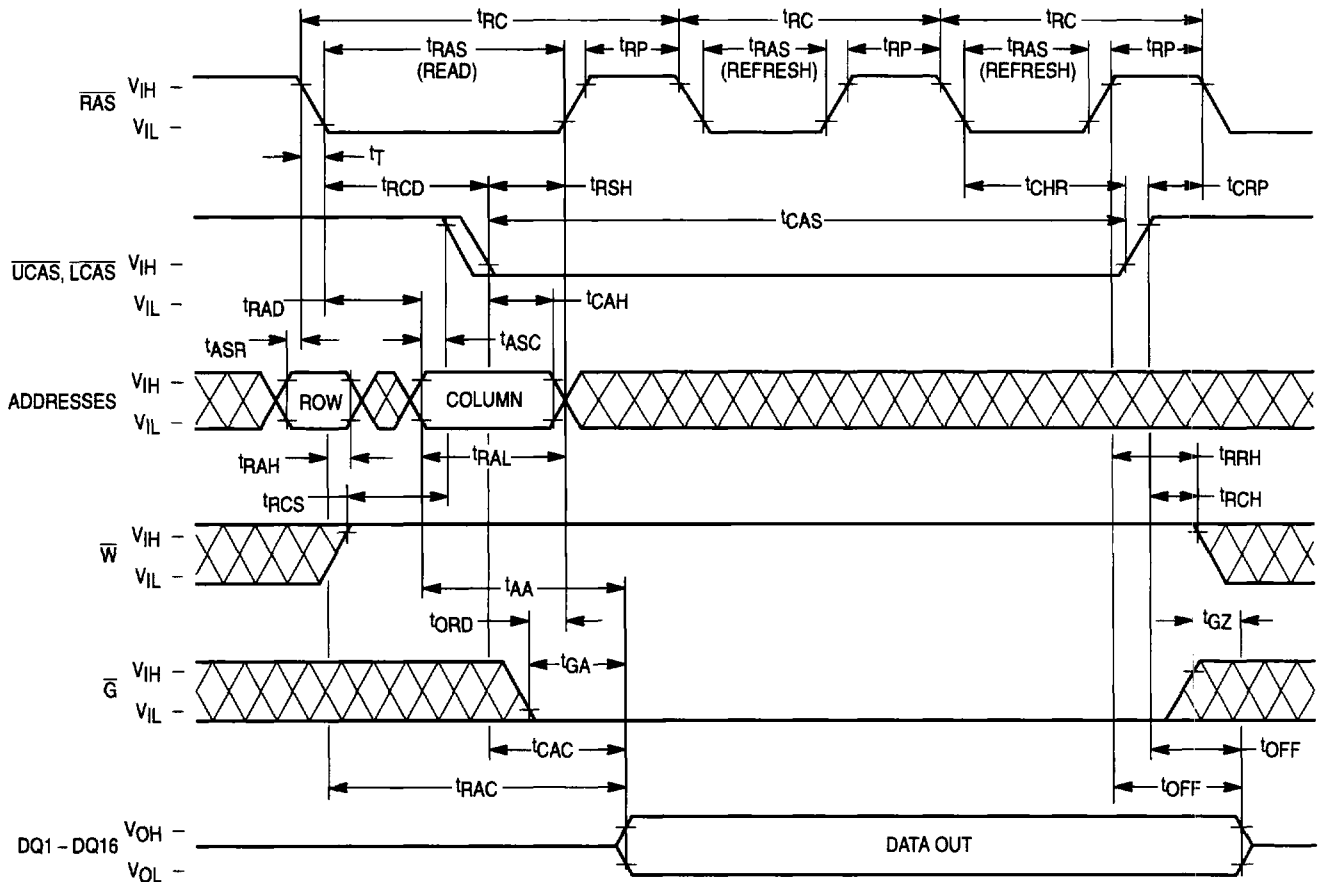 tRC tRC tRC
tRAS tRP tRAS tRP tRAS tRP
(READ) (REFRESH) (REFRESH)
RAS VIH
VIL
tT
tRCD tRSH tCHR tCRP
tCAS
UCAS, LCAS VIH
VIL
tRAD tCAH
tASR tASC
ADDRESSES VIH
VIL
ROW COLUMN
tRAH tRAL tRRH
tRCS tRCH
W VIH
VIL
tAA
tORD tGZ
tGA
G VIH
VIL
tCAC tOFF
tRAC tOFF
DQ1 – DQ16 VOH
VOL
DATA OUT